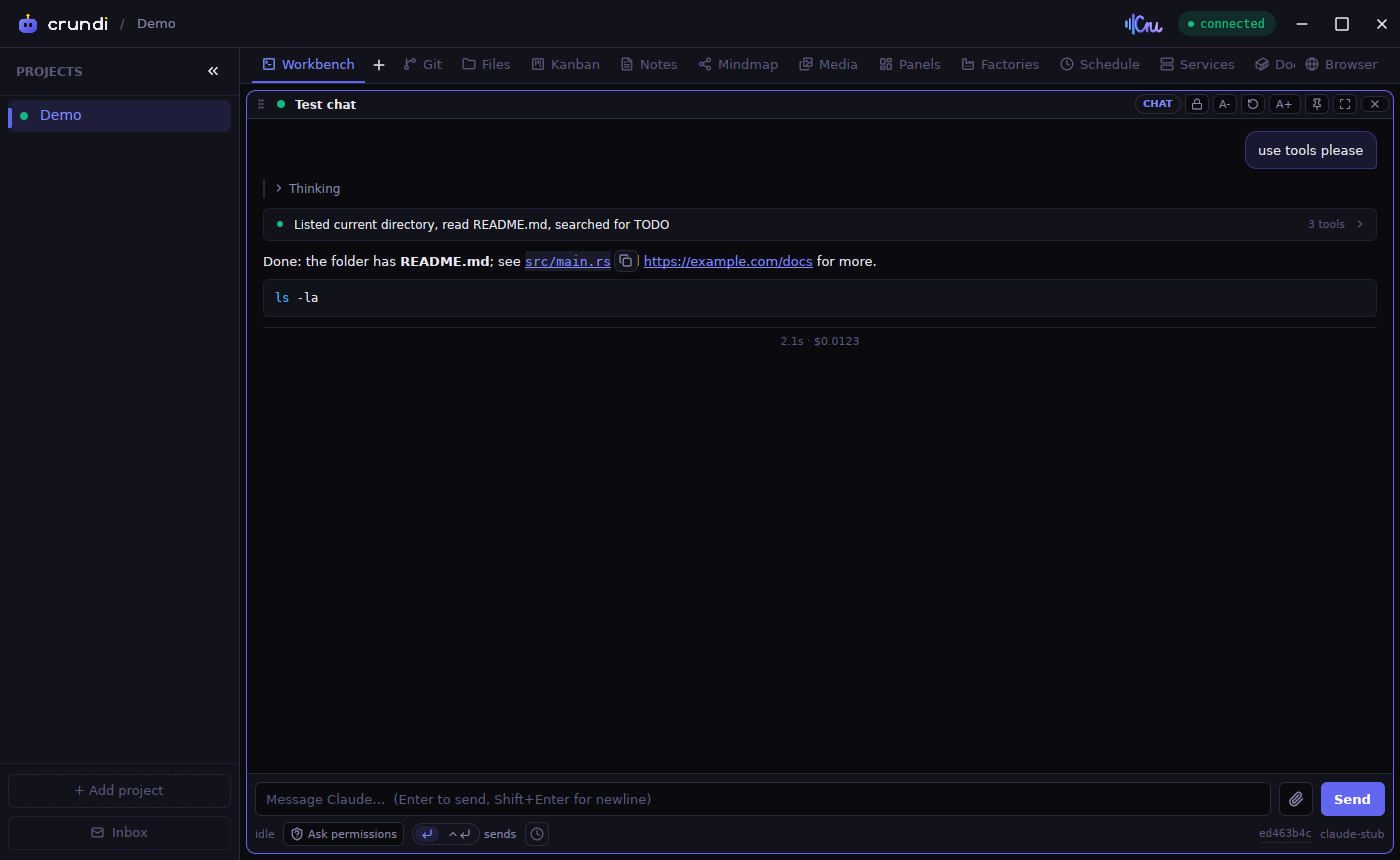 crundi / Demo
Cru
connected
PROJECTS
Workbench + Git Files Kanban Notes Mindmap Media Panels Factories Schedule Services Do Browser
Demo
Test chat
CHAT A- A+
use tools please
Thinking
Listed current directory, read README.md, searched for TODO 3 tools
Done: the folder has README.md; see src/main.rs https://example.com/docs for more.
ls -la
2.1s · $0.0123
+ Add project
Inbox
Message Claude... (Enter to send, Shift+Enter for newline)
Send
idle Ask permissions sends ed463b4c claude-stub